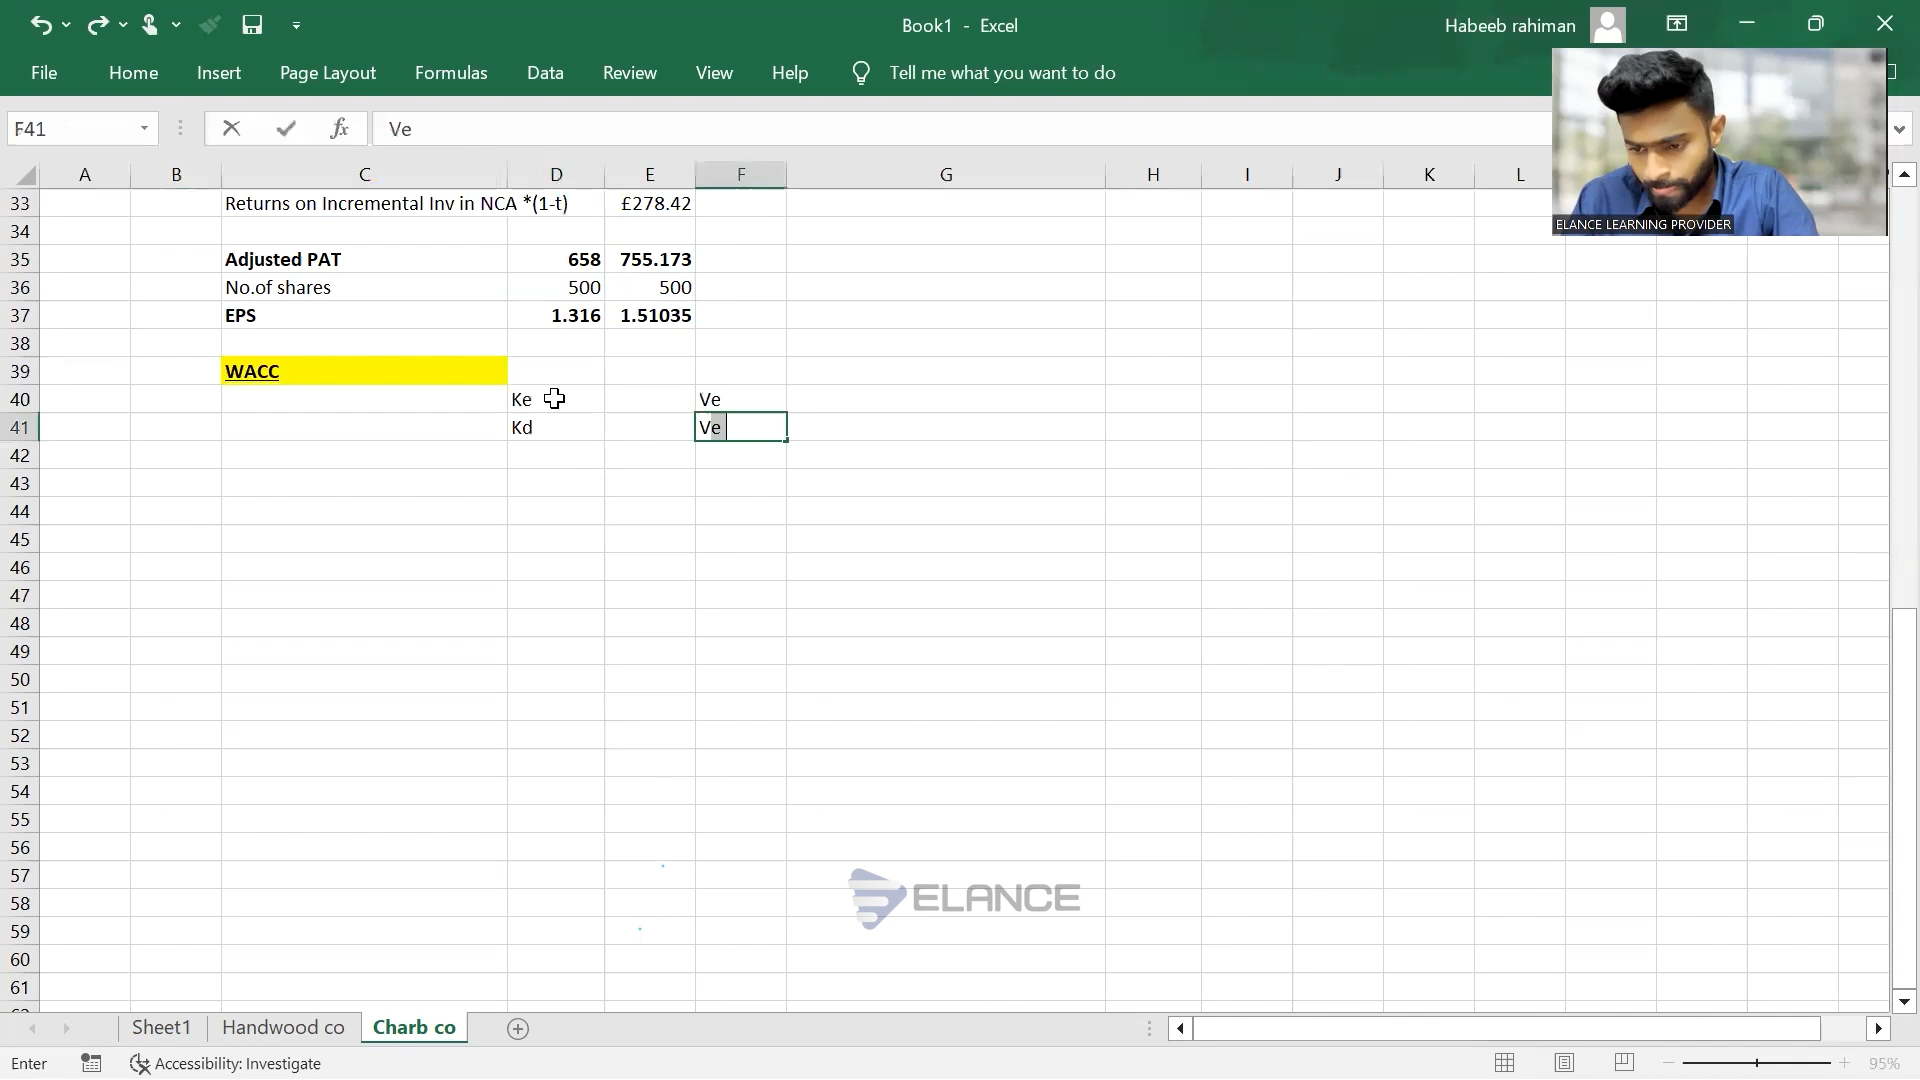 Book1 - Excel
Habeeb rahiman
File Home Insert Page Layout Formulas Data Review View Help Tell me what you want to do
F41 fx Ve
A B C D E F G H I J K L
ELANCE LEARNING PROVIDER
33 Returns on Incremental Inv in NCA *(1-t) £278.42
34
35 Adjusted PAT 658 755.173
36 No.of shares 500 500
37 EPS 1.316 1.51035
38
39 WACC
40 Ke Ve
41 Kd Ve
42
43
44
45
46
47
48
49
50
51
52
53
54
55
56
57
58
59
60
61
ELANCE
Sheet1 Handwood co Charb co
Enter Accessibility: Investigate 95%